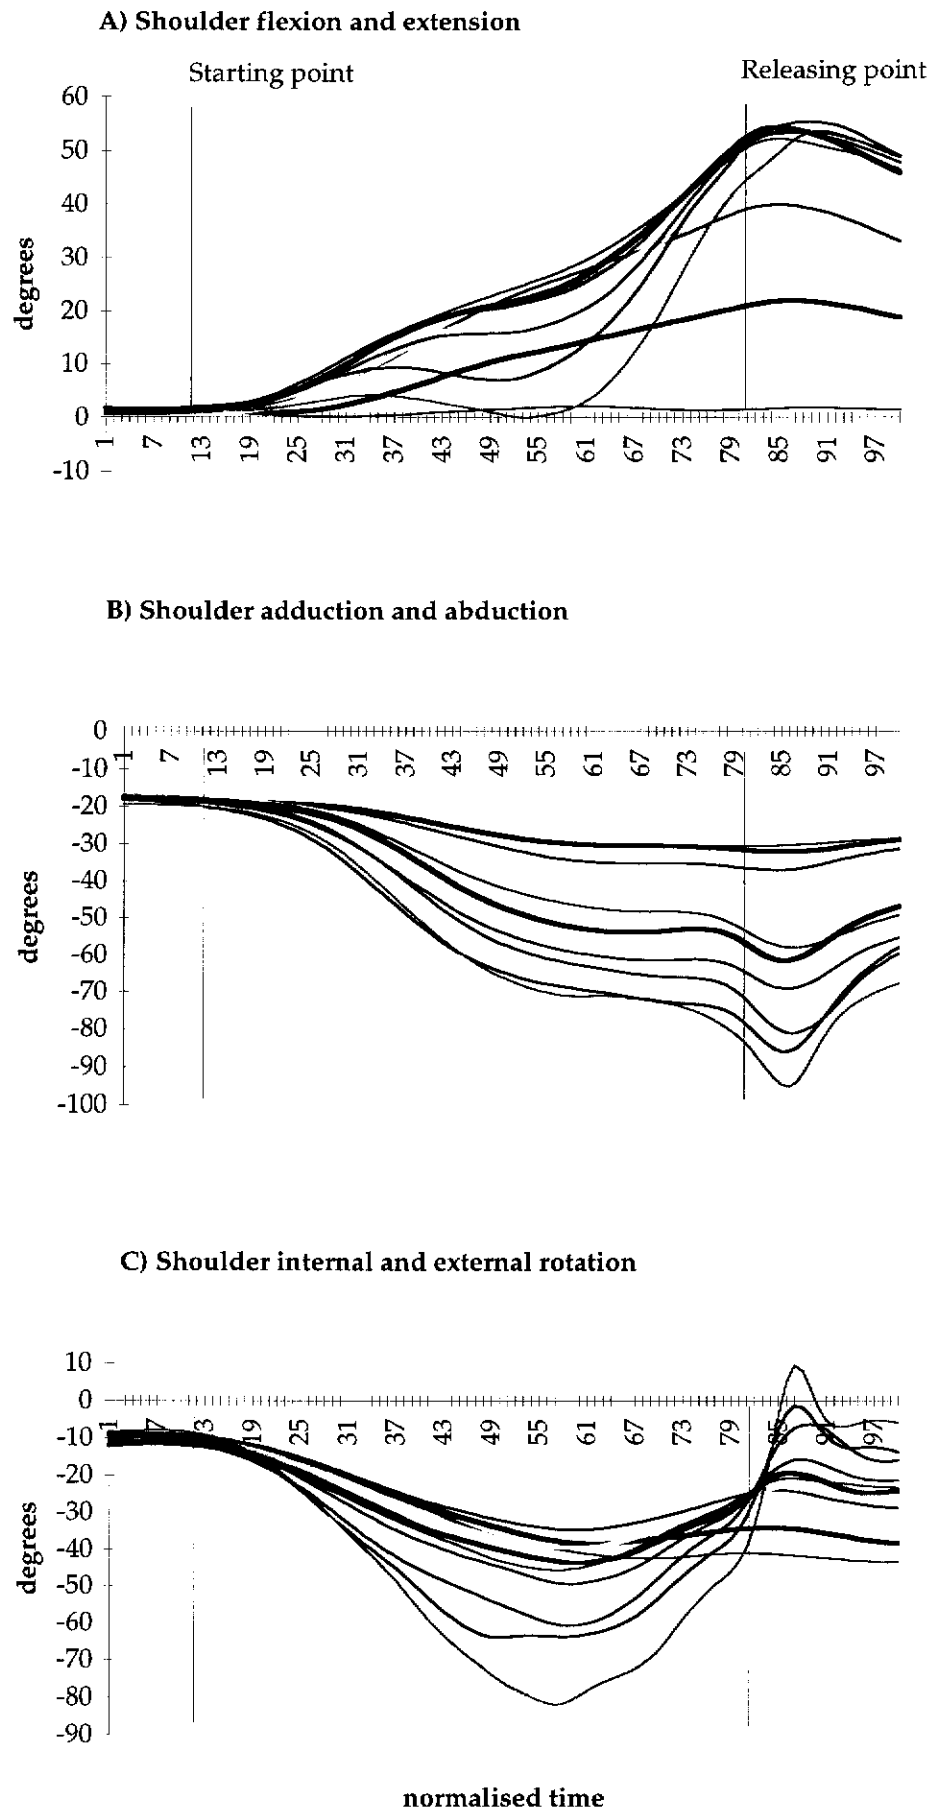 A) Shoulder flexion and extension
Starting point
Releasing point
60
50
40
30
20
10
0
-10
degrees
1 7 13 19 25 31 37 43 49 55 61 67 73 79 85 91 97
B) Shoulder adduction and abduction
0
-10
-20
-30
-40
-50
-60
-70
-80
-90
-100
degrees
1 7 13 19 25 31 37 43 49 55 61 67 73 79 85 91 97
C) Shoulder internal and external rotation
10
0
-10
-20
-30
-40
-50
-60
-70
-80
-90
degrees
1 7 13 19 25 31 37 43 49 55 61 67 73 79 97
normalised time